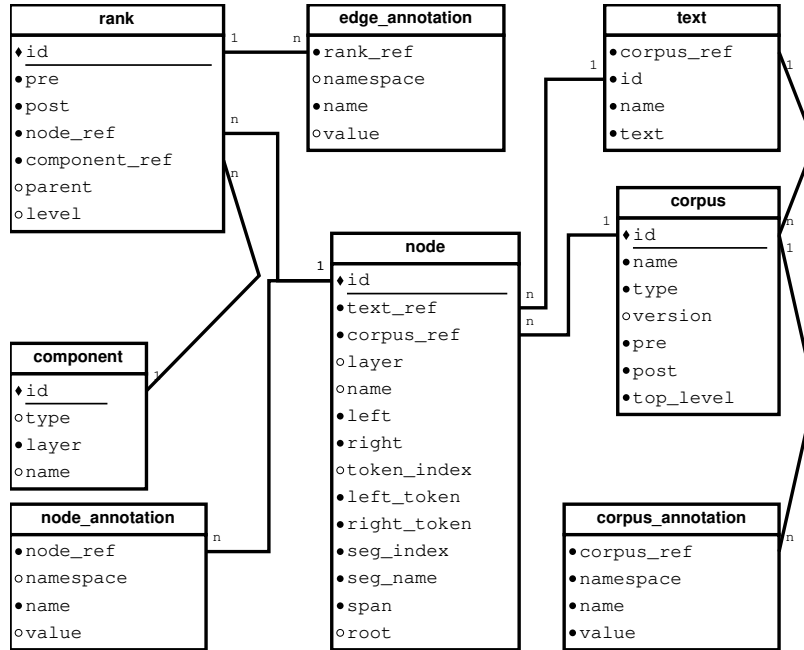 rank
♦id
●pre
●post
●node_ref
●component_ref
○parent
○level
edge_annotation
●rank_ref
○namespace
●name
○value
text
●corpus_ref
●id
●name
●text
corpus
♦id
●name
●type
○version
●pre
●post
●top_level
node
♦id
●text_ref
●corpus_ref
○layer
○name
●left
●right
○token_index
●left_token
●right_token
●seg_index
●seg_name
●span
○root
component
♦id
○type
●layer
○name
node_annotation
●node_ref
○namespace
●name
○value
corpus_annotation
●corpus_ref
●namespace
●name
●value
1
n
n
n
1
1
n
1
n
1
n
1
n
1
n